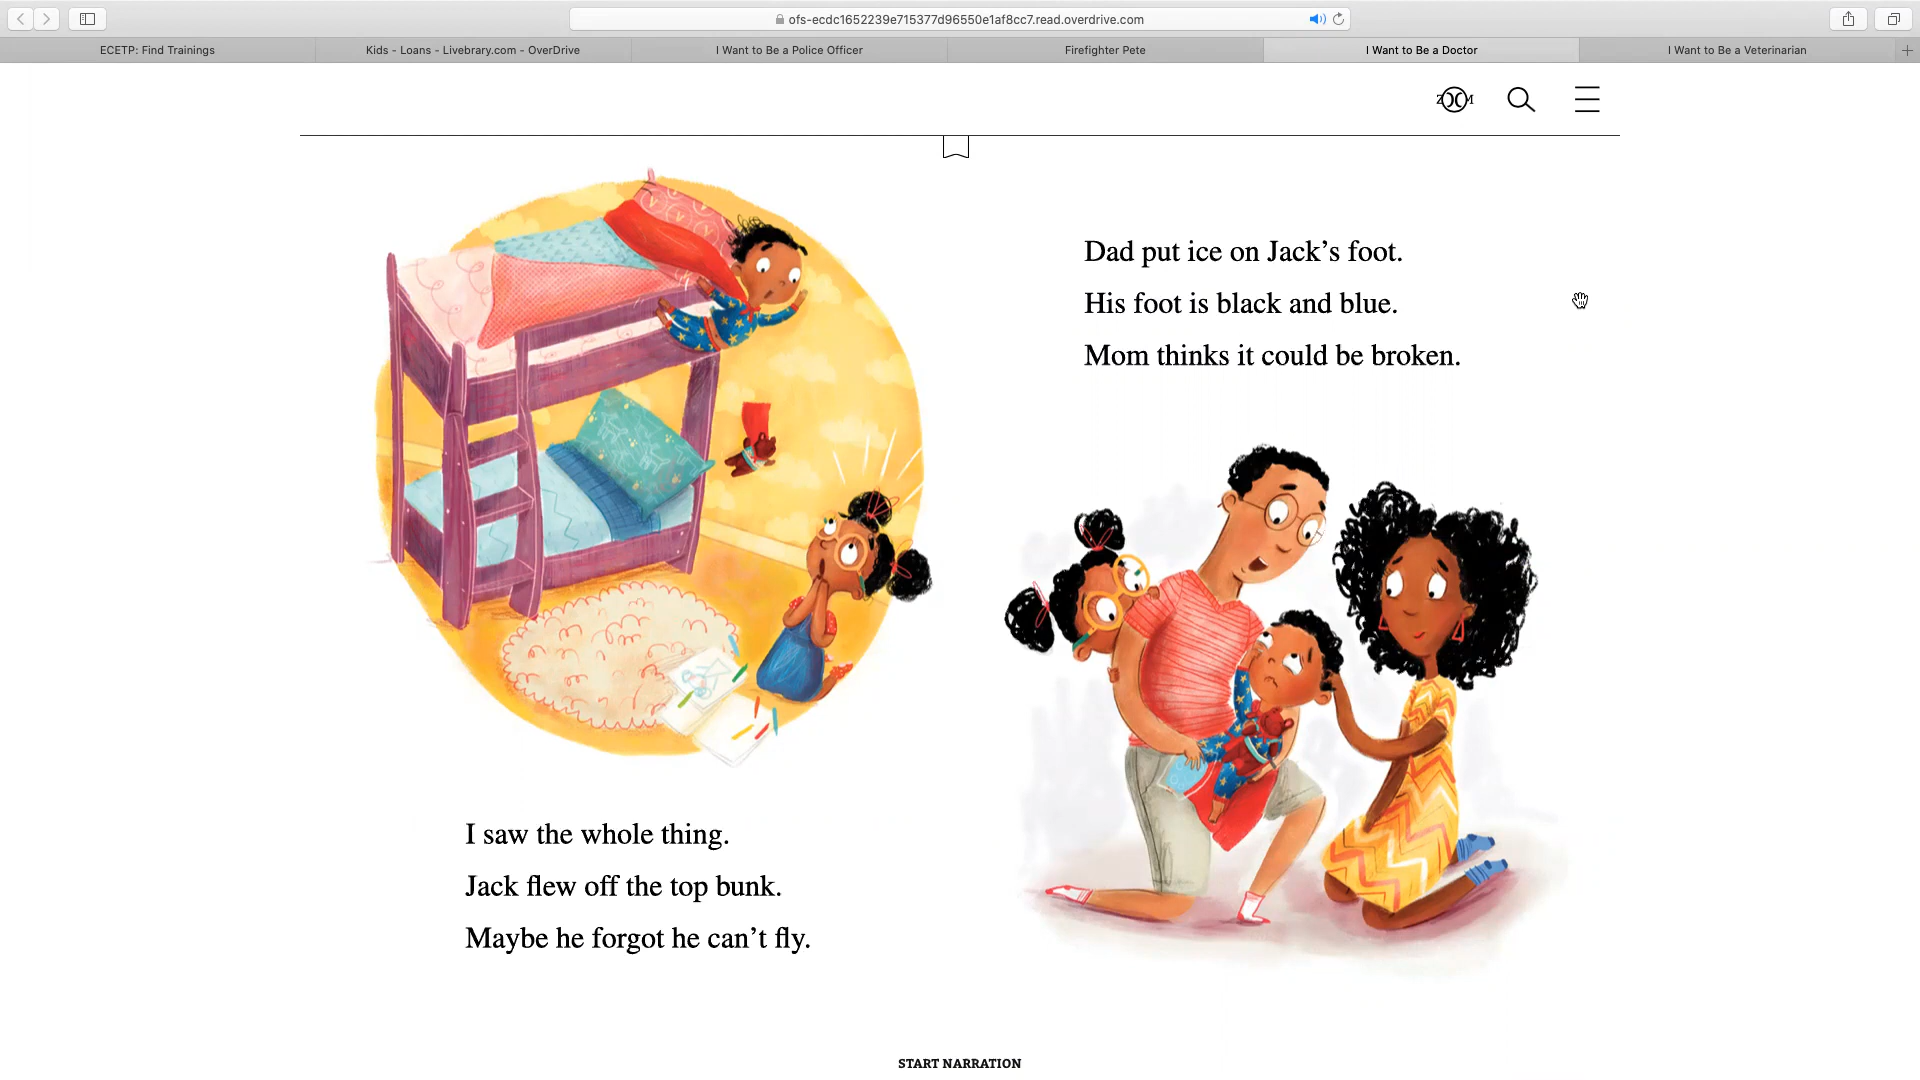 ofs-ecdc1652239e715377d96550e1af8cc7.read.overdrive.com
ECETP: Find Trainings
Kids - Loans - Livebrary.com - OverDrive
I Want to Be a Police Officer
Firefighter Pete
I Want to Be a Doctor
I Want to Be a Veterinarian
ZOOM
I saw the whole thing.
Jack flew off the top bunk.
Maybe he forgot he can’t fly.
Dad put ice on Jack’s foot.
His foot is black and blue.
Mom thinks it could be broken.
START NARRATION